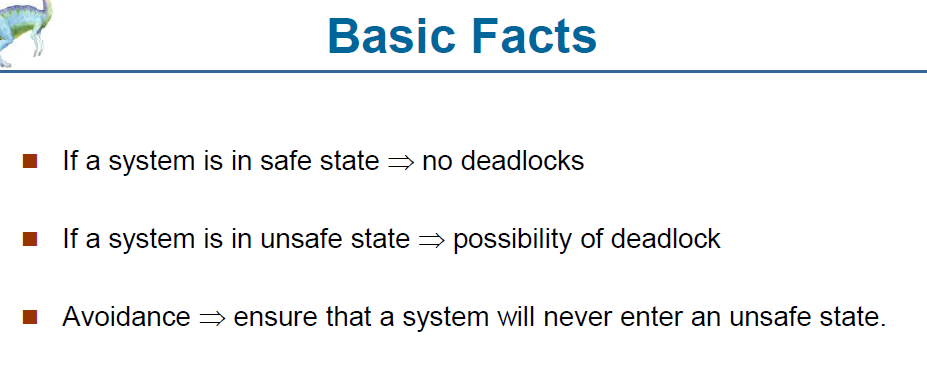 Basic Facts
If a system is in safe state ⇒ no deadlocks
If a system is in unsafe state ⇒ possibility of deadlock
Avoidance ⇒ ensure that a system will never enter an unsafe state.